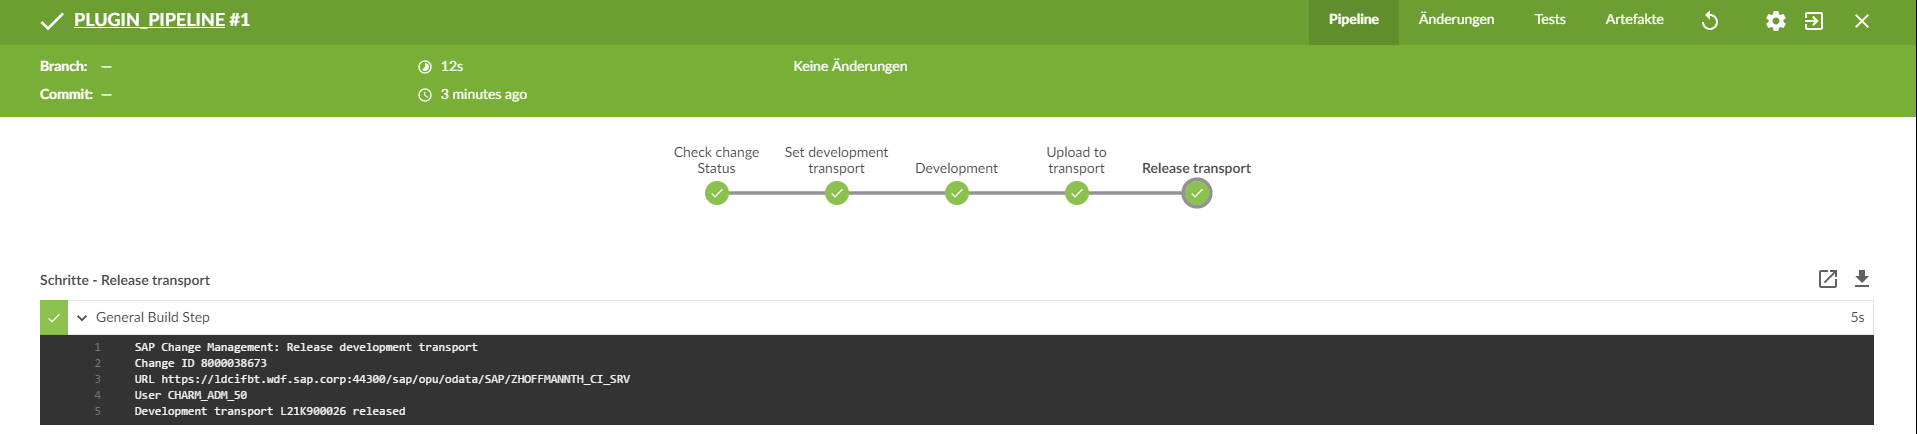 PLUGIN_PIPELINE #1
Pipeline
Änderungen
Tests
Artefakte
Branch: —
12s
Keine Änderungen
Commit: —
3 minutes ago
Check change Status
Set development transport
Development
Upload to transport
Release transport
Schritte - Release transport
General Build Step
5s
1 SAP Change Management: Release development transport
2 Change ID 8000038673
3 URL https://ldcifbt.wdf.sap.corp:44300/sap/opu/odata/SAP/ZHOFFMANNTH_CI_SRV
4 User CHARM_ADM_50
5 Development transport L21K900026 released